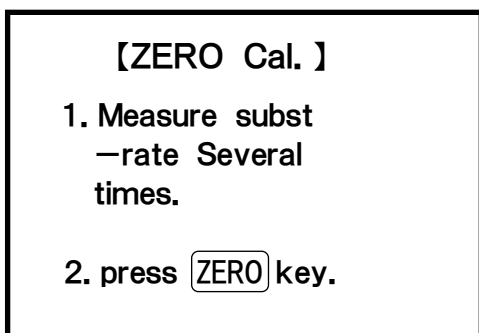 【ZERO Cal.】
1. Measure subst
－rate Several
times.
2. press ZERO key.